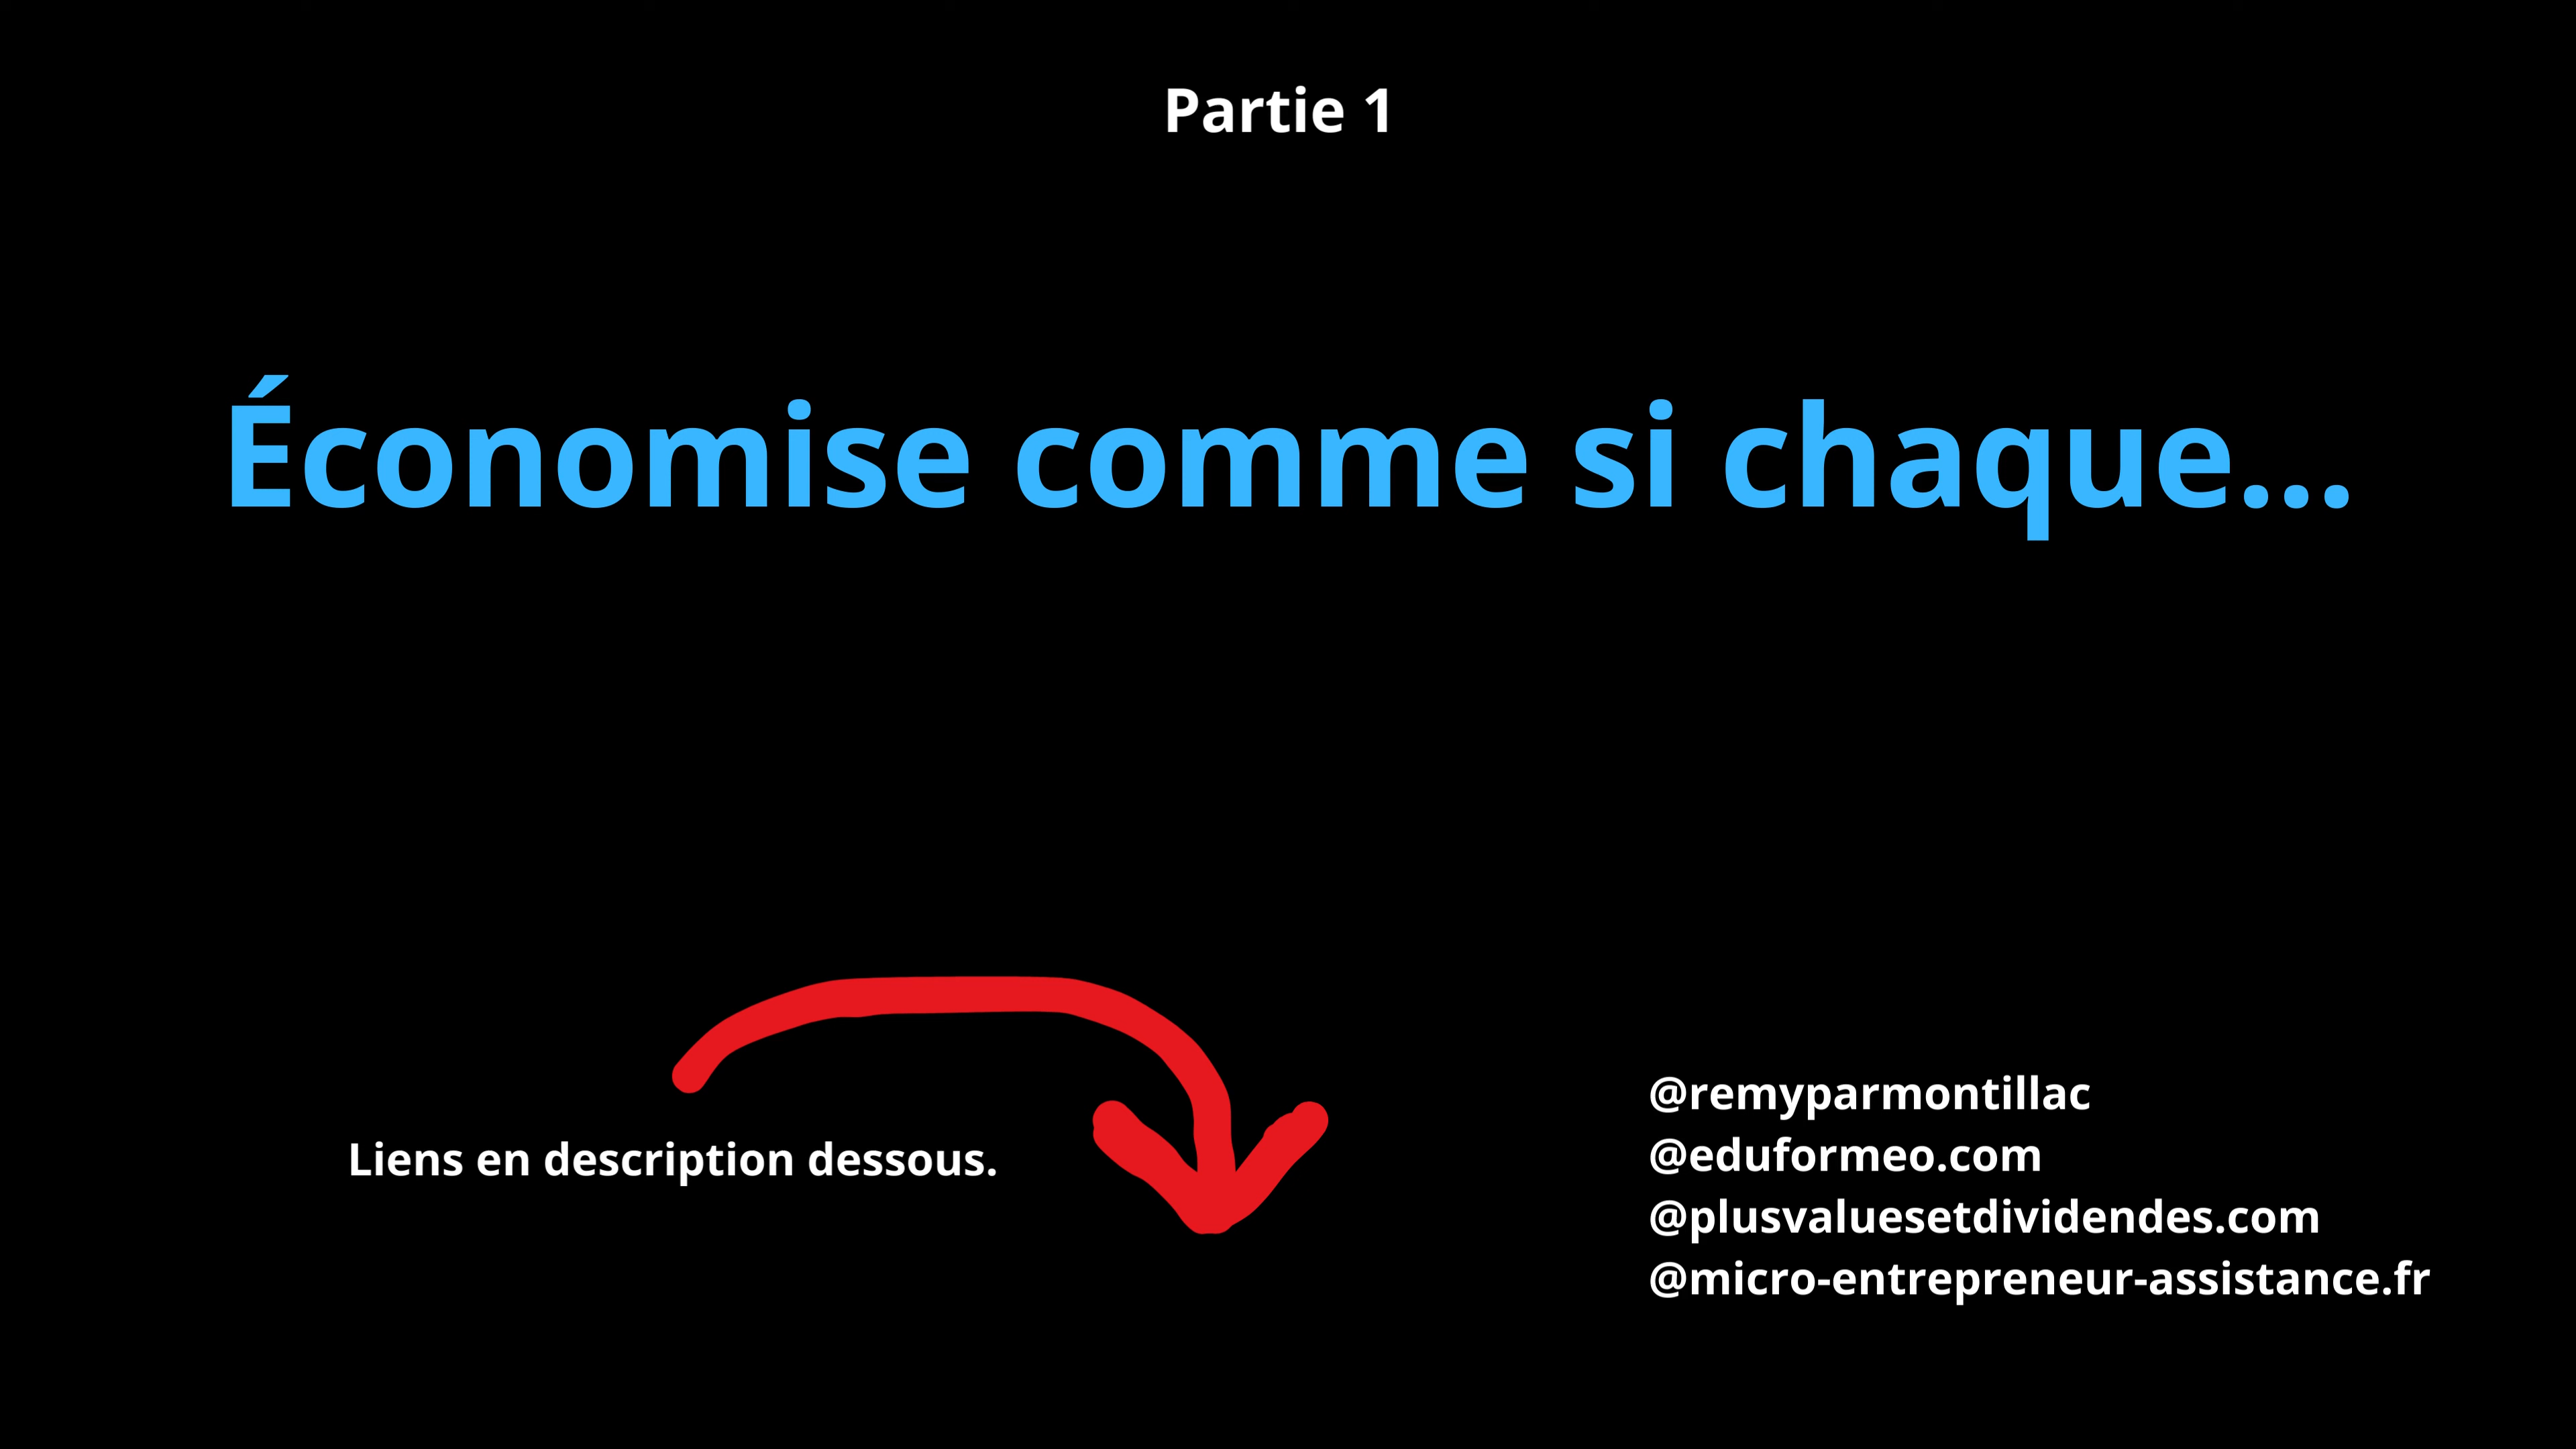 Partie 1
Économise comme si chaque...
Liens en description dessous.
@remyparmontillac
@eduformeo.com
@plusvaluesetdividendes.com
@micro-entrepreneur-assistance.fr